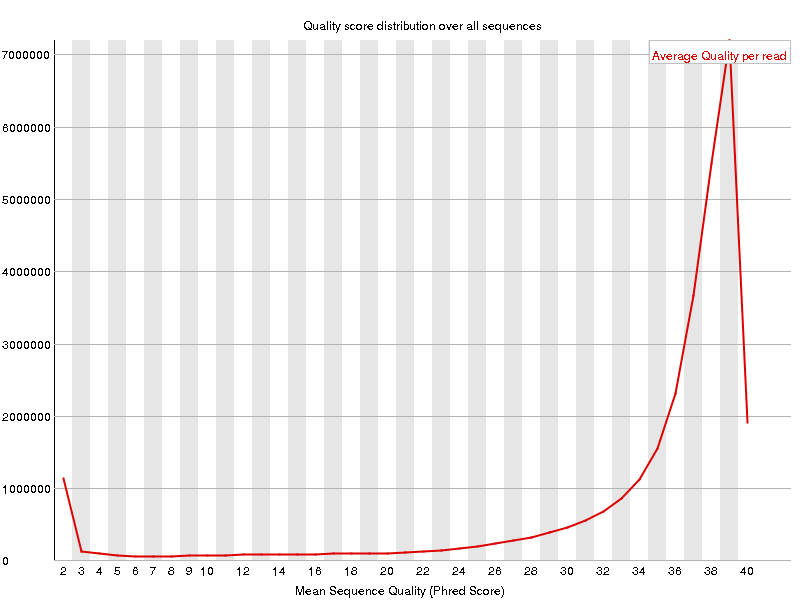 Quality score distribution over all sequences
Average Quality per read
7000000
6000000
5000000
4000000
3000000
2000000
1000000
0
2 3 4 5 6 7 8 9 10 12 14 16 18 20 22 24 26 28 30 32 34 36 38 40
Mean Sequence Quality (Phred Score)